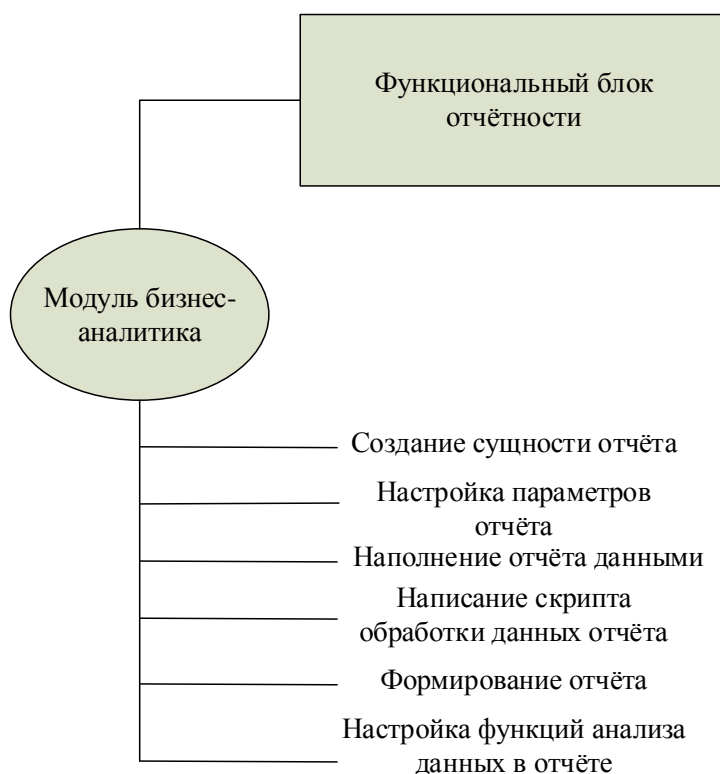 Функциональный блок
отчётности
Модуль бизнес-
аналитика
Создание сущности отчёта
Настройка параметров
отчёта
Наполнение отчёта данными
Написание скрипта
обработки данных отчёта
Формирование отчёта
Настройка функций анализа
данных в отчёте